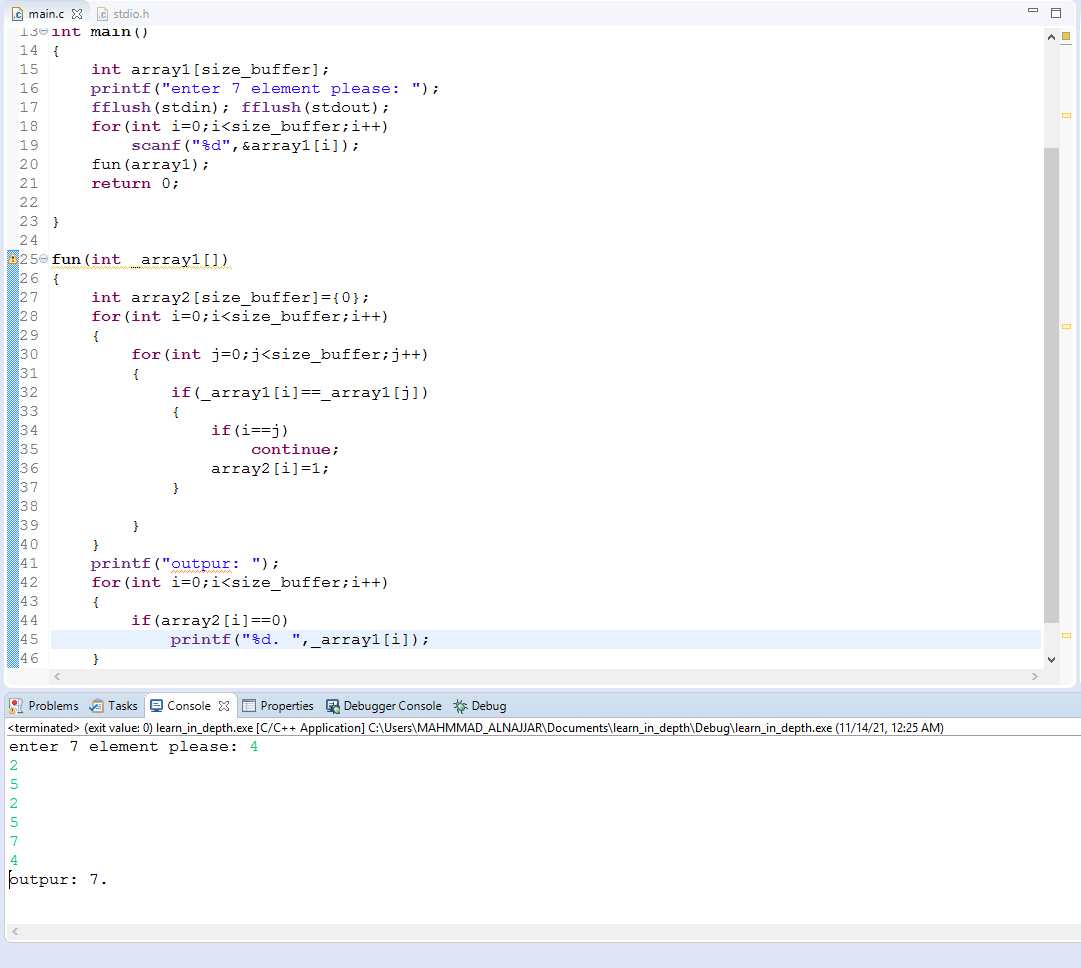 main.c stdio.h
13 int main()
14 {
15     int array1[size_buffer];
16     printf("enter 7 element please: ");
17     fflush(stdin); fflush(stdout);
18     for(int i=0;i<size_buffer;i++)
19         scanf("%d",&array1[i]);
20     fun(array1);
21     return 0;
22
23 }
24
25 fun(int _array1[])
26 {
27     int array2[size_buffer]={0};
28     for(int i=0;i<size_buffer;i++)
29     {
30         for(int j=0;j<size_buffer;j++)
31         {
32             if(_array1[i]==_array1[j])
33             {
34                 if(i==j)
35                     continue;
36                 array2[i]=1;
37             }
38
39         }
40     }
41     printf("outpur: ");
42     for(int i=0;i<size_buffer;i++)
43     {
44         if(array2[i]==0)
45             printf("%d. ",_array1[i]);
46     }
Problems Tasks Console Properties Debugger Console Debug
<terminated> (exit value: 0) learn_in_depth.exe [C/C++ Application] C:\Users\MAHMMAD_ALNAJJAR\Documents\learn_in_depth\Debug\learn_in_depth.exe (11/14/21, 12:25 AM)
enter 7 element please: 4
2
5
2
5
7
4
outpur: 7.